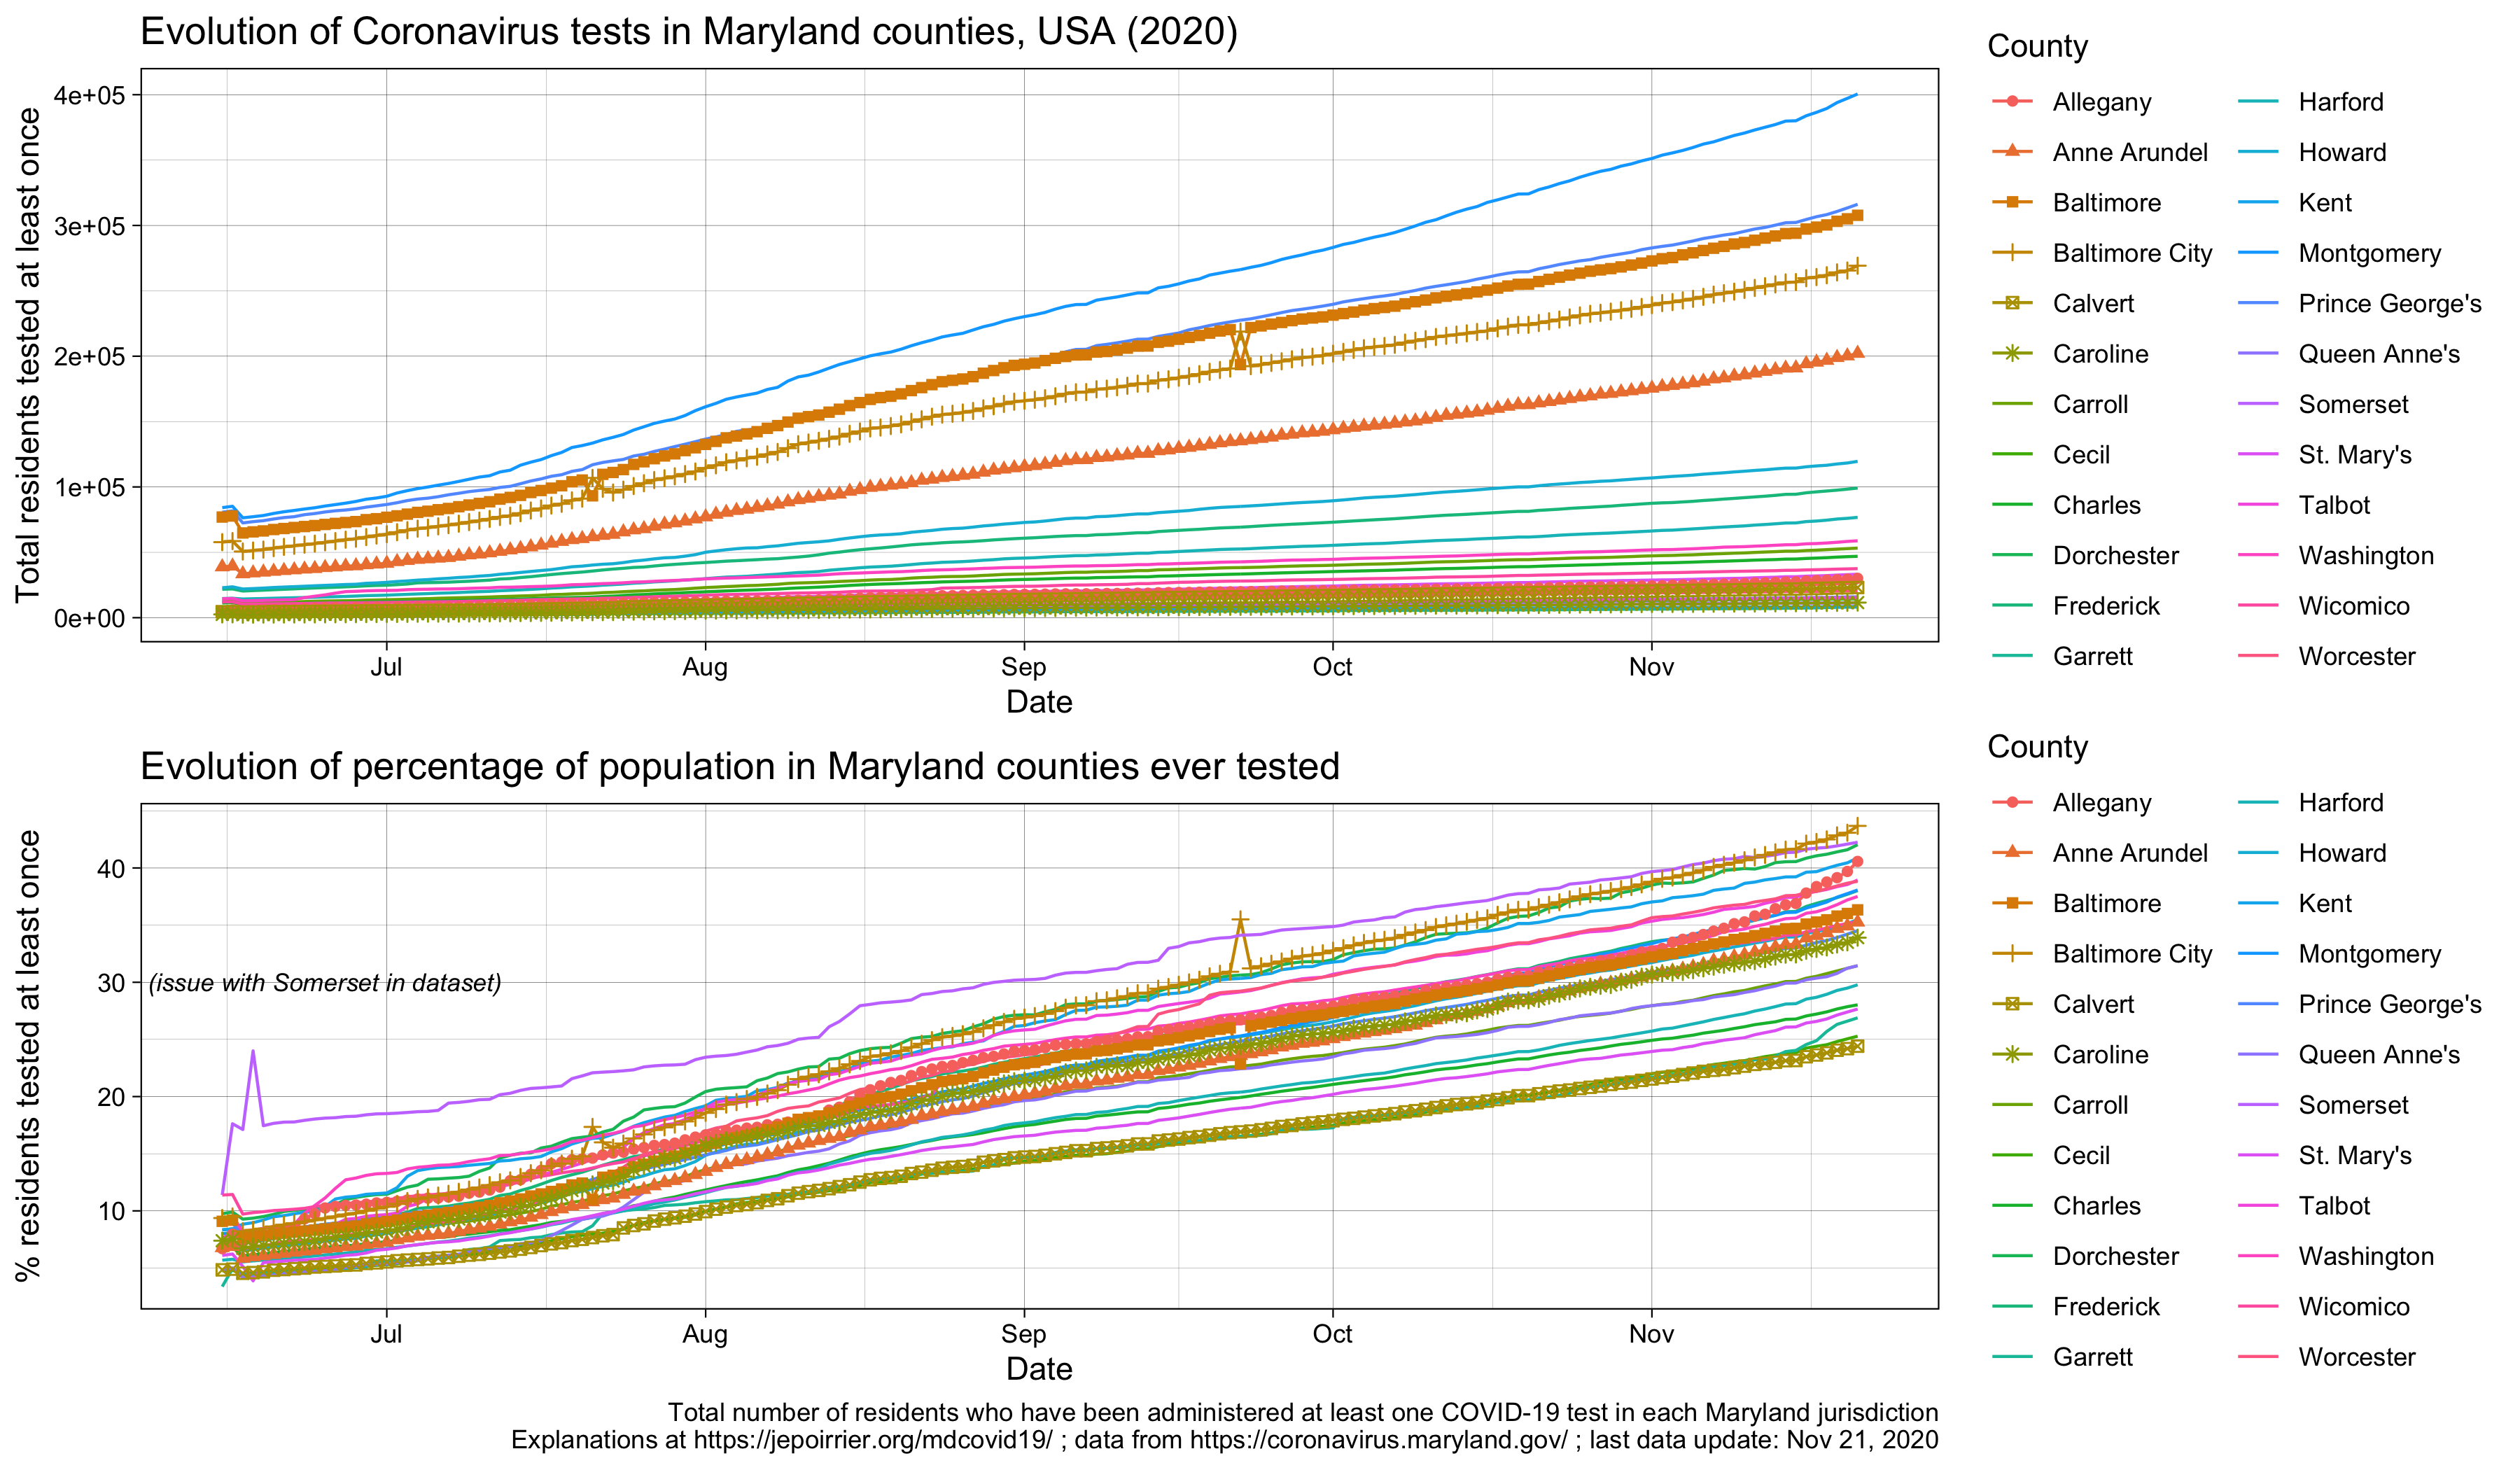 Evolution of Coronavirus tests in Maryland counties, USA (2020)
Total residents tested at least once
4e+05
3e+05
2e+05
1e+05
0e+00
Jul Aug Sep Oct Nov
Date
County
Allegany Harford
Anne Arundel Howard
Baltimore Kent
Baltimore City Montgomery
Calvert Prince George's
Caroline Queen Anne's
Carroll Somerset
Cecil St. Mary's
Charles Talbot
Dorchester Washington
Frederick Wicomico
Garrett Worcester
Evolution of percentage of population in Maryland counties ever tested
% residents tested at least once
40
30
20
10
(issue with Somerset in dataset)
Jul Aug Sep Oct Nov
Date
County
Allegany Harford
Anne Arundel Howard
Baltimore Kent
Baltimore City Montgomery
Calvert Prince George's
Caroline Queen Anne's
Carroll Somerset
Cecil St. Mary's
Charles Talbot
Dorchester Washington
Frederick Wicomico
Garrett Worcester
Total number of residents who have been administered at least one COVID-19 test in each Maryland jurisdiction
Explanations at https://jepoirrier.org/mdcovid19/ ; data from https://coronavirus.maryland.gov/ ; last data update: Nov 21, 2020